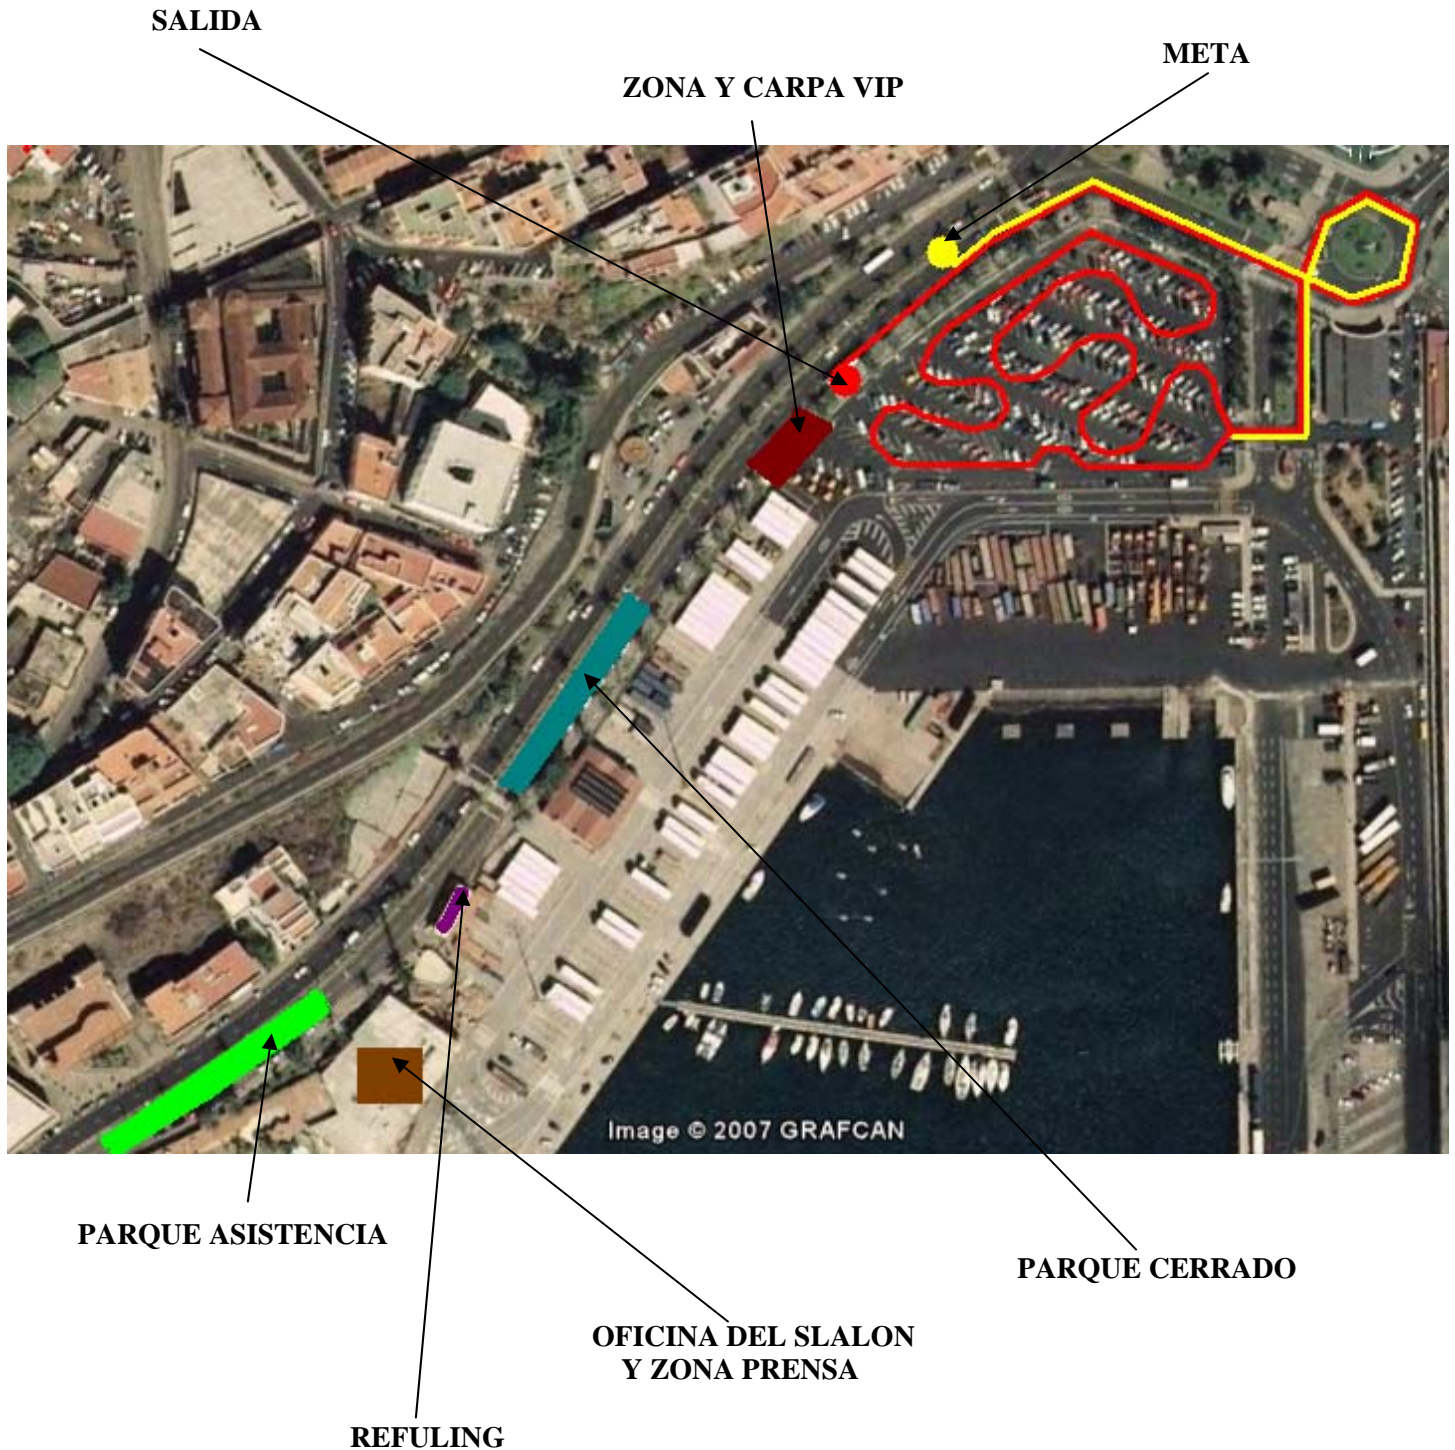 SALIDA
META
ZONA Y CARPA VIP
Image © 2007 GRAFCAN
PARQUE ASISTENCIA
PARQUE CERRADO
OFICINA DEL SLALON
Y ZONA PRENSA
REFULING